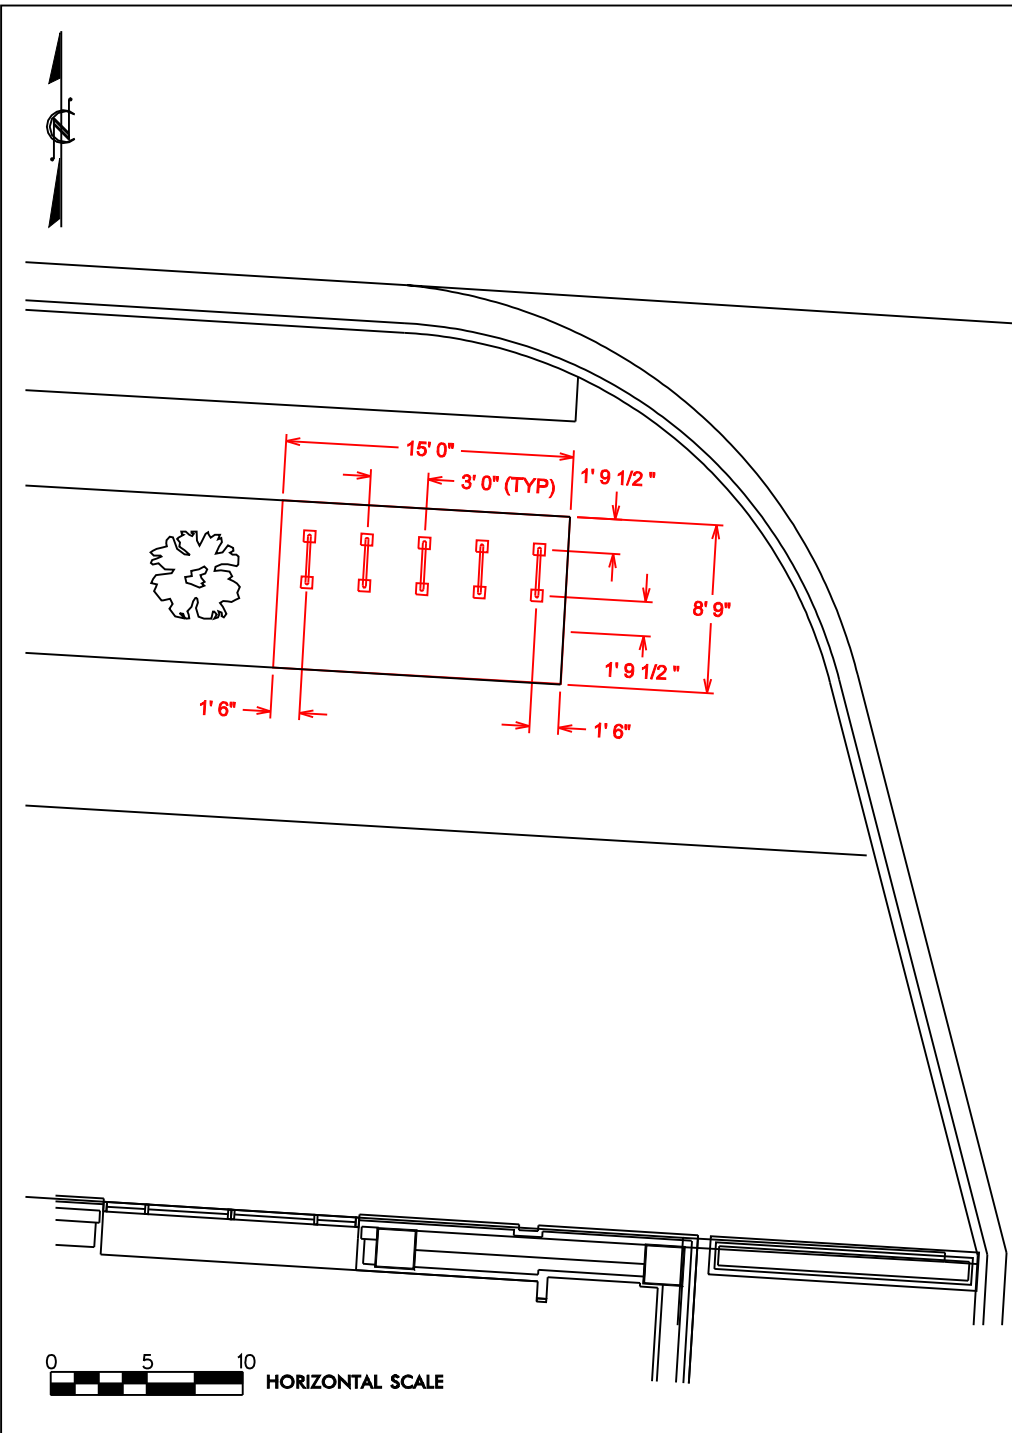 N
15' 0"
3' 0" (TYP)
1' 9 1/2 "
8' 9"
1' 9 1/2 "
1' 6"
1' 6"
0 5 10
HORIZONTAL SCALE